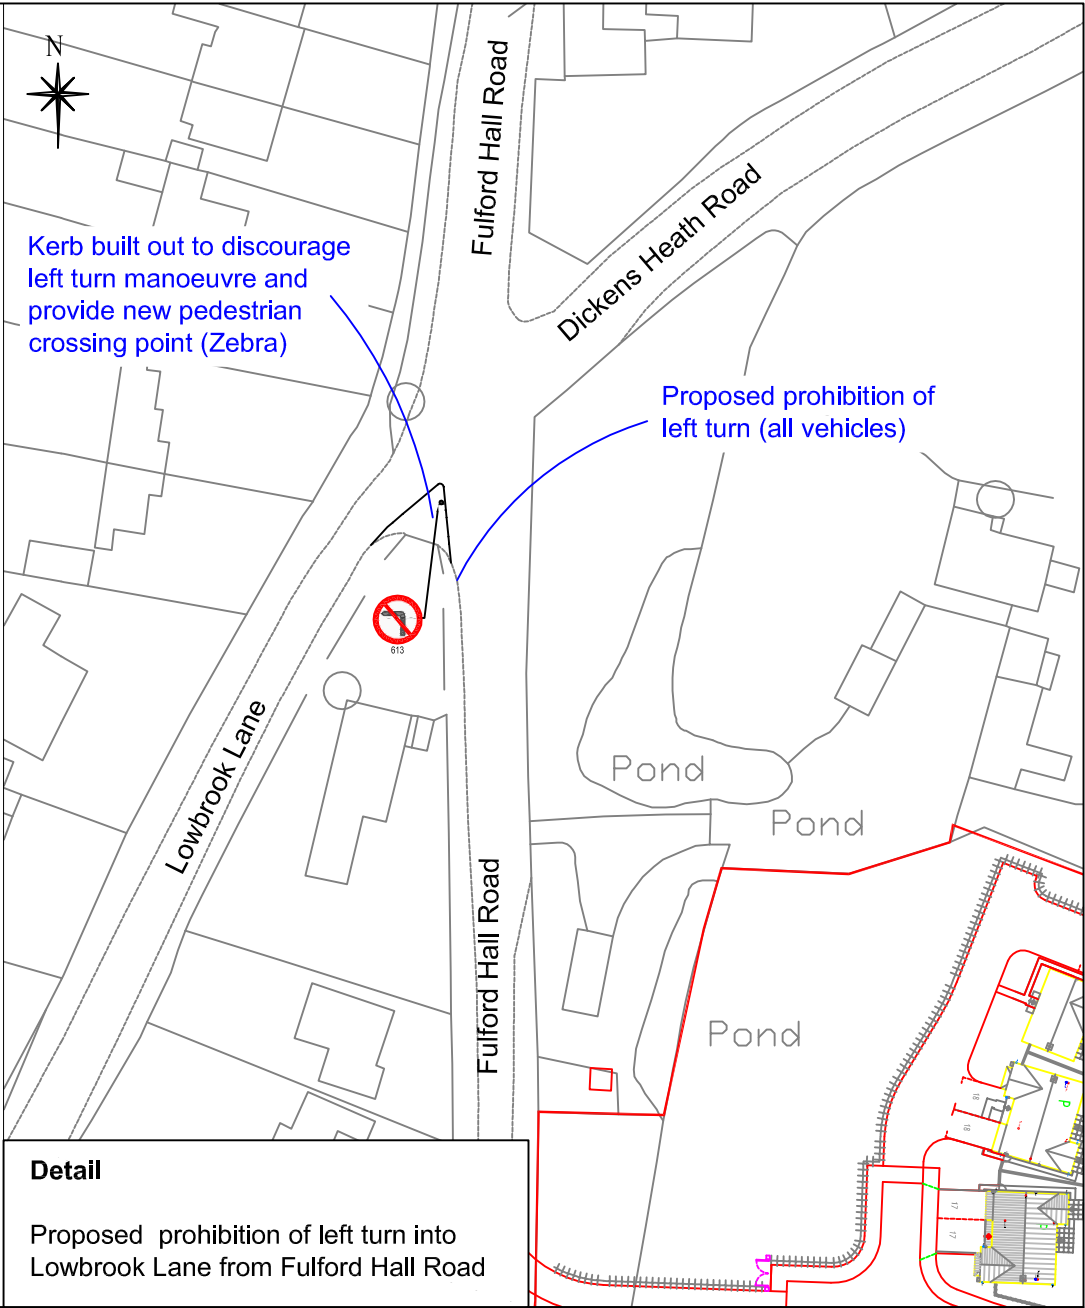 N
Fulford Hall Road
Dickens Heath Road
Kerb built out to discourage
left turn manoeuvre and
provide new pedestrian
crossing point (Zebra)
Proposed prohibition of
left turn (all vehicles)
613
Lowbrook Lane
Pond
Pond
Fulford Hall Road
Pond
18
18
P
17
17
Detail
Proposed prohibition of left turn into
Lowbrook Lane from Fulford Hall Road